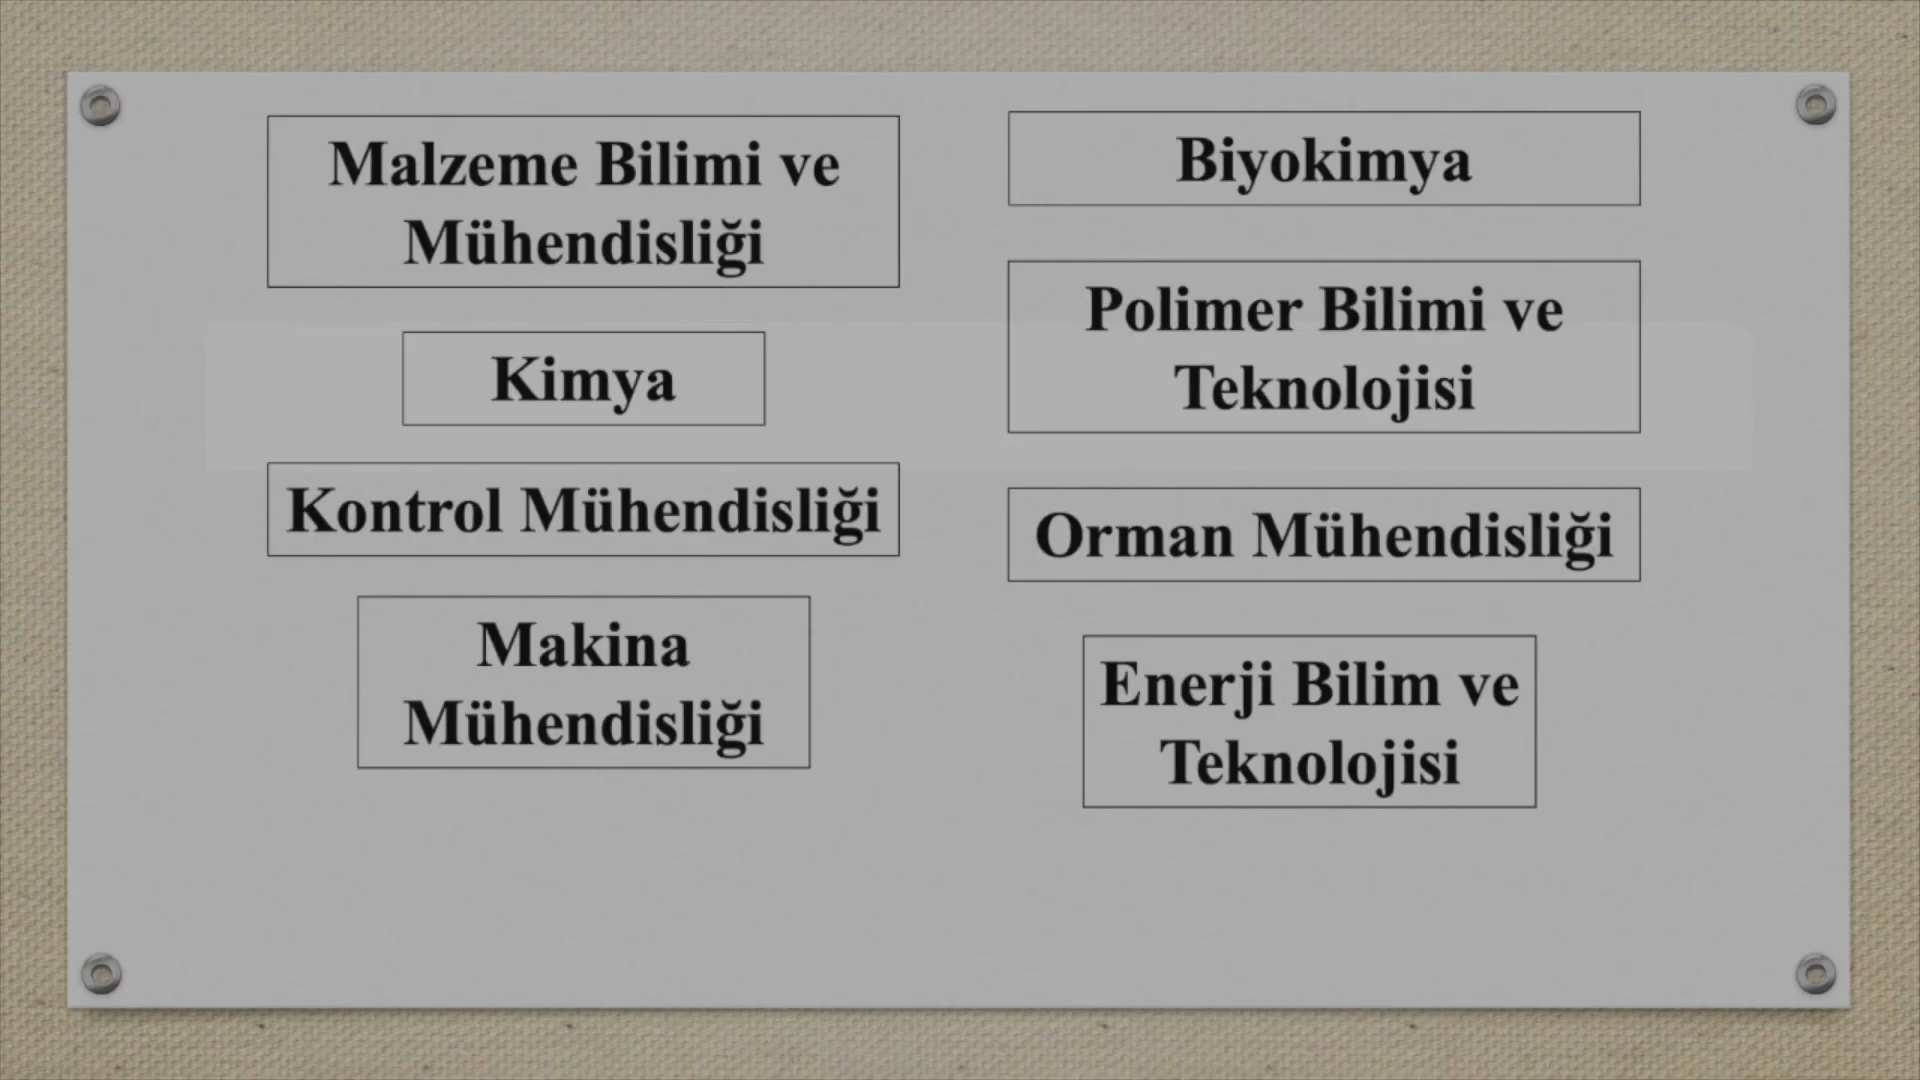 Malzeme Bilimi ve
Mühendisliği
Kimya
Kontrol Mühendisliği
Makina
Mühendisliği
Biyokimya
Polimer Bilimi ve
Teknolojisi
Orman Mühendisliği
Enerji Bilim ve
Teknolojisi